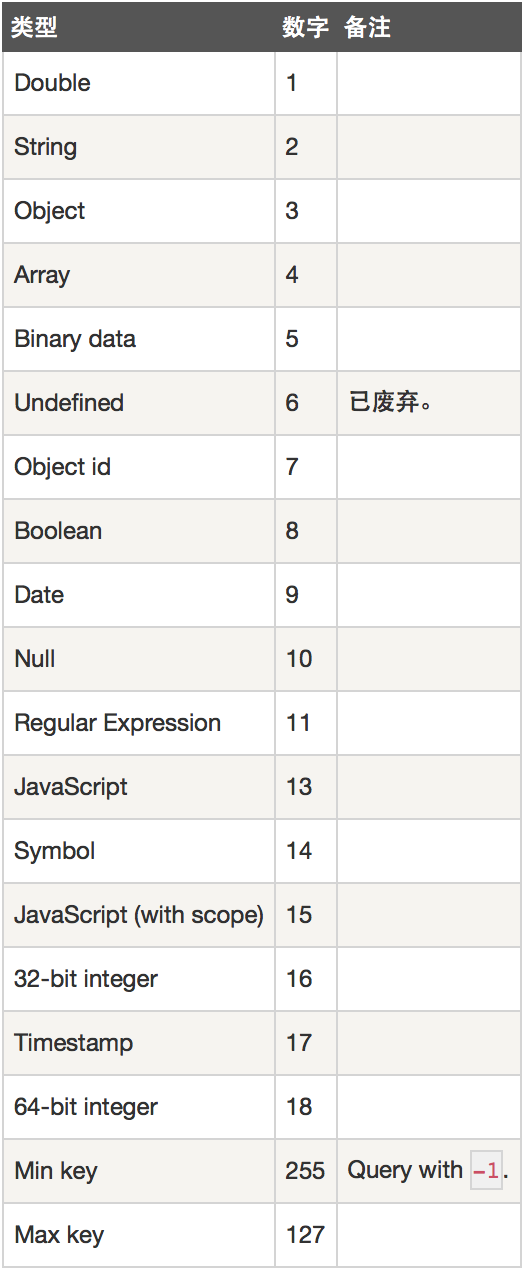 类型 数字 备注
Double 1
String 2
Object 3
Array 4
Binary data 5
Undefined 6 已废弃。
Object id 7
Boolean 8
Date 9
Null 10
Regular Expression 11
JavaScript 13
Symbol 14
JavaScript (with scope) 15
32-bit integer 16
Timestamp 17
64-bit integer 18
Min key 255 Query with -1.
Max key 127